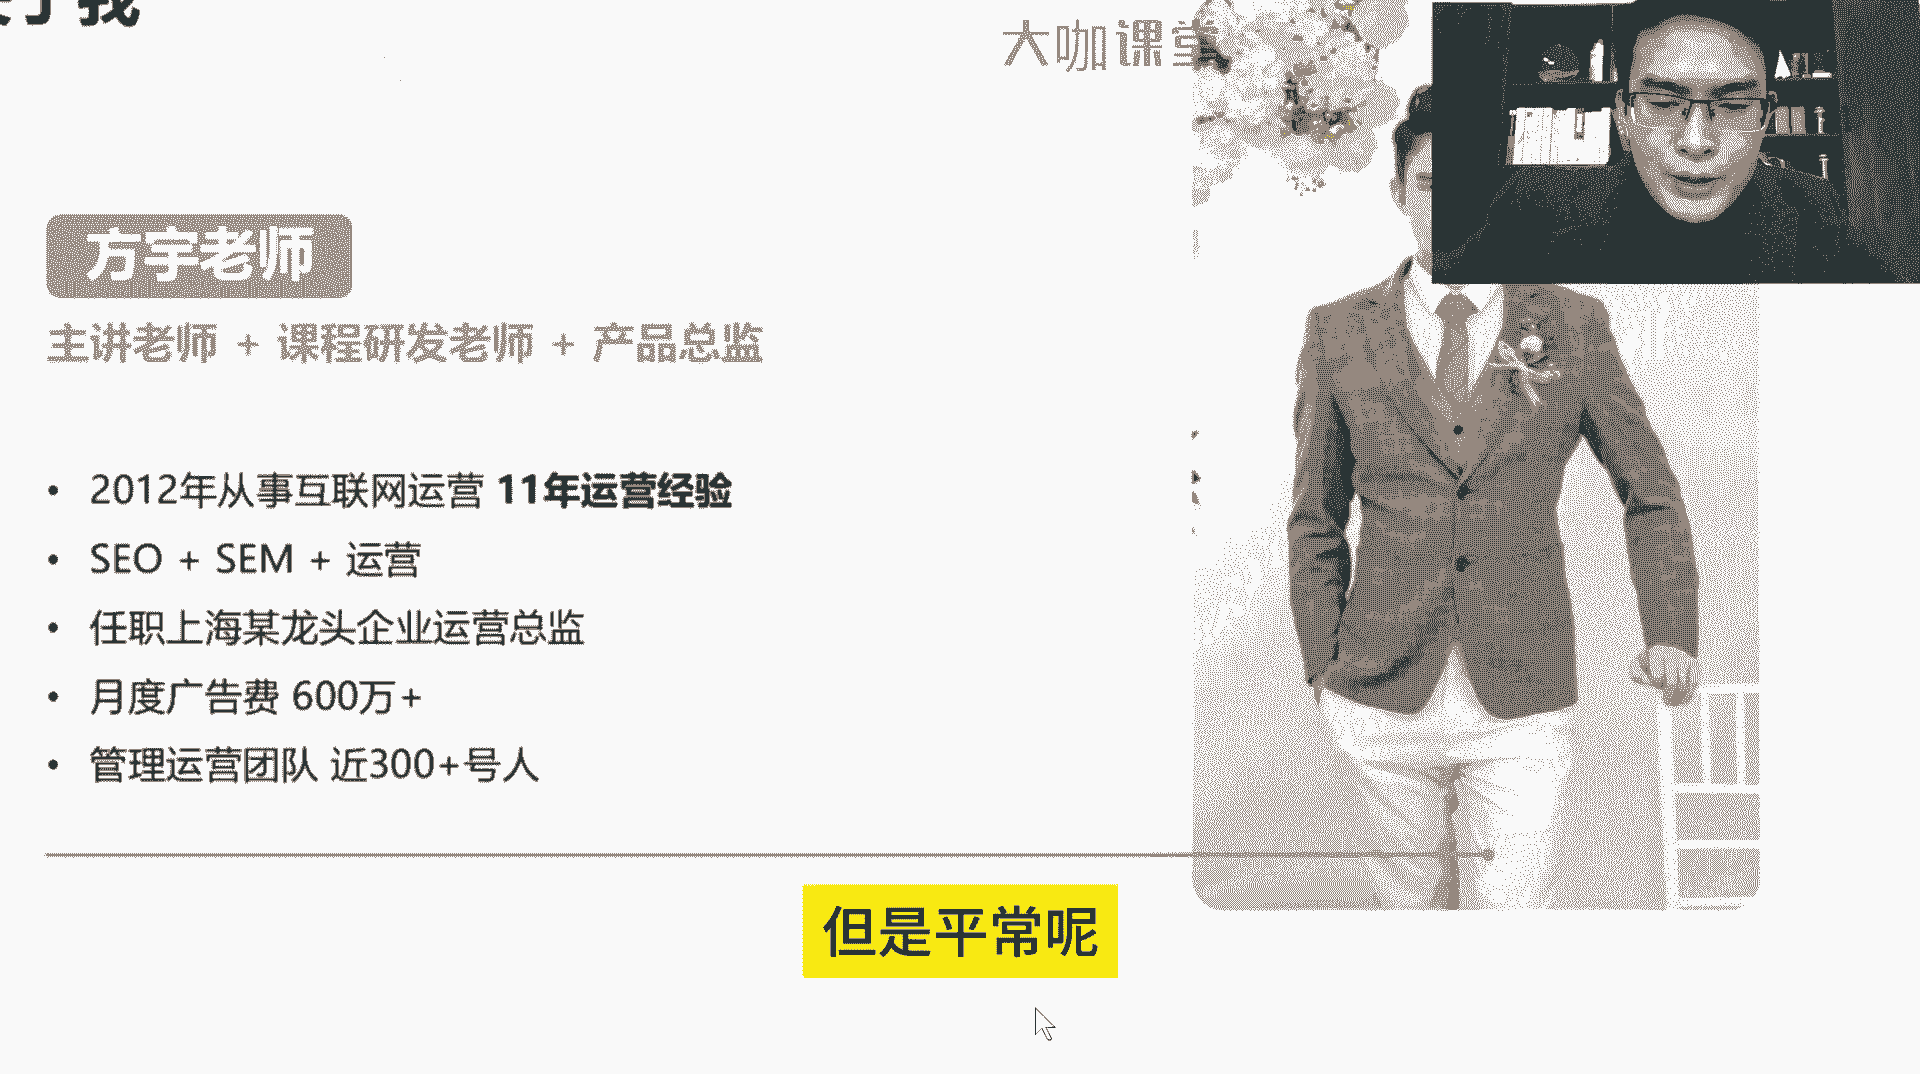 于我
大咖课堂
方宇老师
主讲老师 + 课程研发老师 + 产品总监
• 2012年从事互联网运营 11年运营经验
• SEO + SEM + 运营
• 任职上海某龙头企业运营总监
• 月度广告费 600万+
• 管理运营团队 近300+号人
但是平常呢